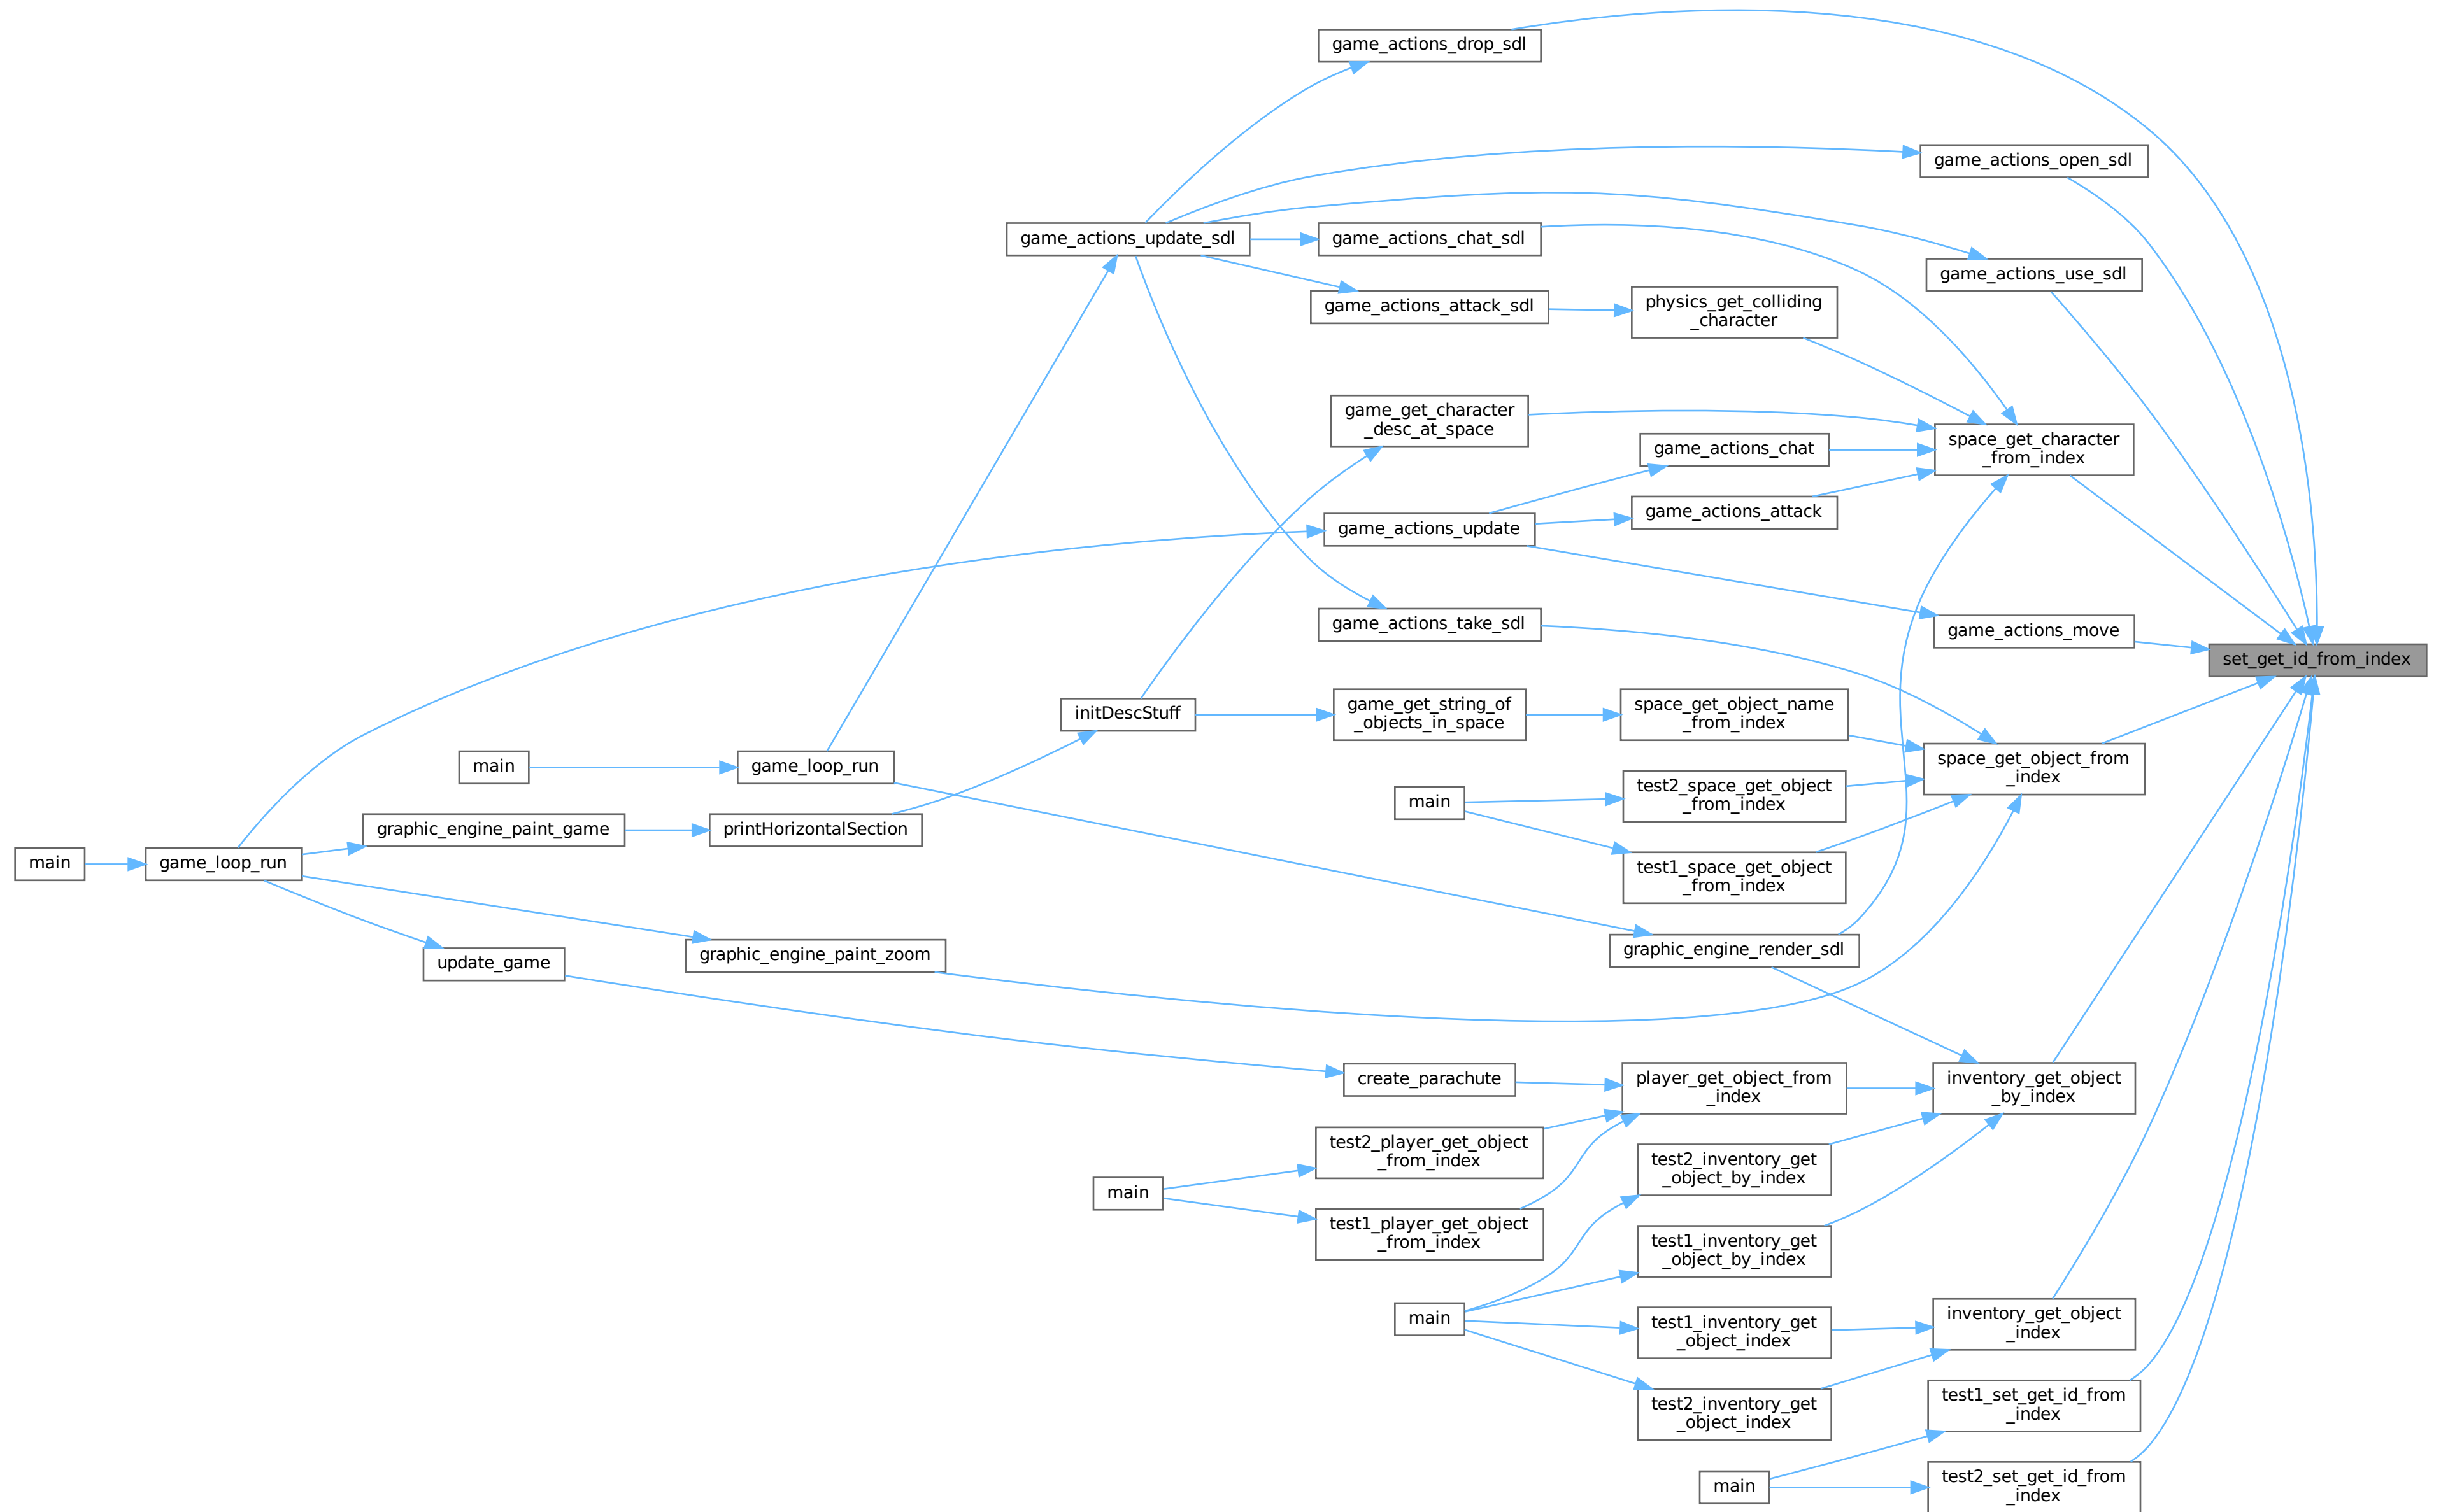 game_actions_drop_sdl
game_actions_open_sdl
game_actions_update_sdl
game_actions_chat_sdl
game_actions_use_sdl
game_actions_attack_sdl
physics_get_colliding
_character
game_get_character
_desc_at_space
game_actions_chat
space_get_character
_from_index
game_actions_attack
game_actions_update
game_actions_take_sdl
game_actions_move
set_get_id_from_index
initDescStuff
game_get_string_of
_objects_in_space
space_get_object_name
_from_index
main
game_loop_run
space_get_object_from
_index
test2_space_get_object
_from_index
main
graphic_engine_paint_game
printHorizontalSection
main
game_loop_run
test1_space_get_object
_from_index
update_game
graphic_engine_paint_zoom
graphic_engine_render_sdl
create_parachute
player_get_object_from
_index
inventory_get_object
_by_index
test2_player_get_object
_from_index
test2_inventory_get
_object_by_index
main
test1_player_get_object
_from_index
test1_inventory_get
_object_by_index
main
test1_inventory_get
_object_index
inventory_get_object
_index
test2_inventory_get
_object_index
test1_set_get_id_from
_index
main
test2_set_get_id_from
_index